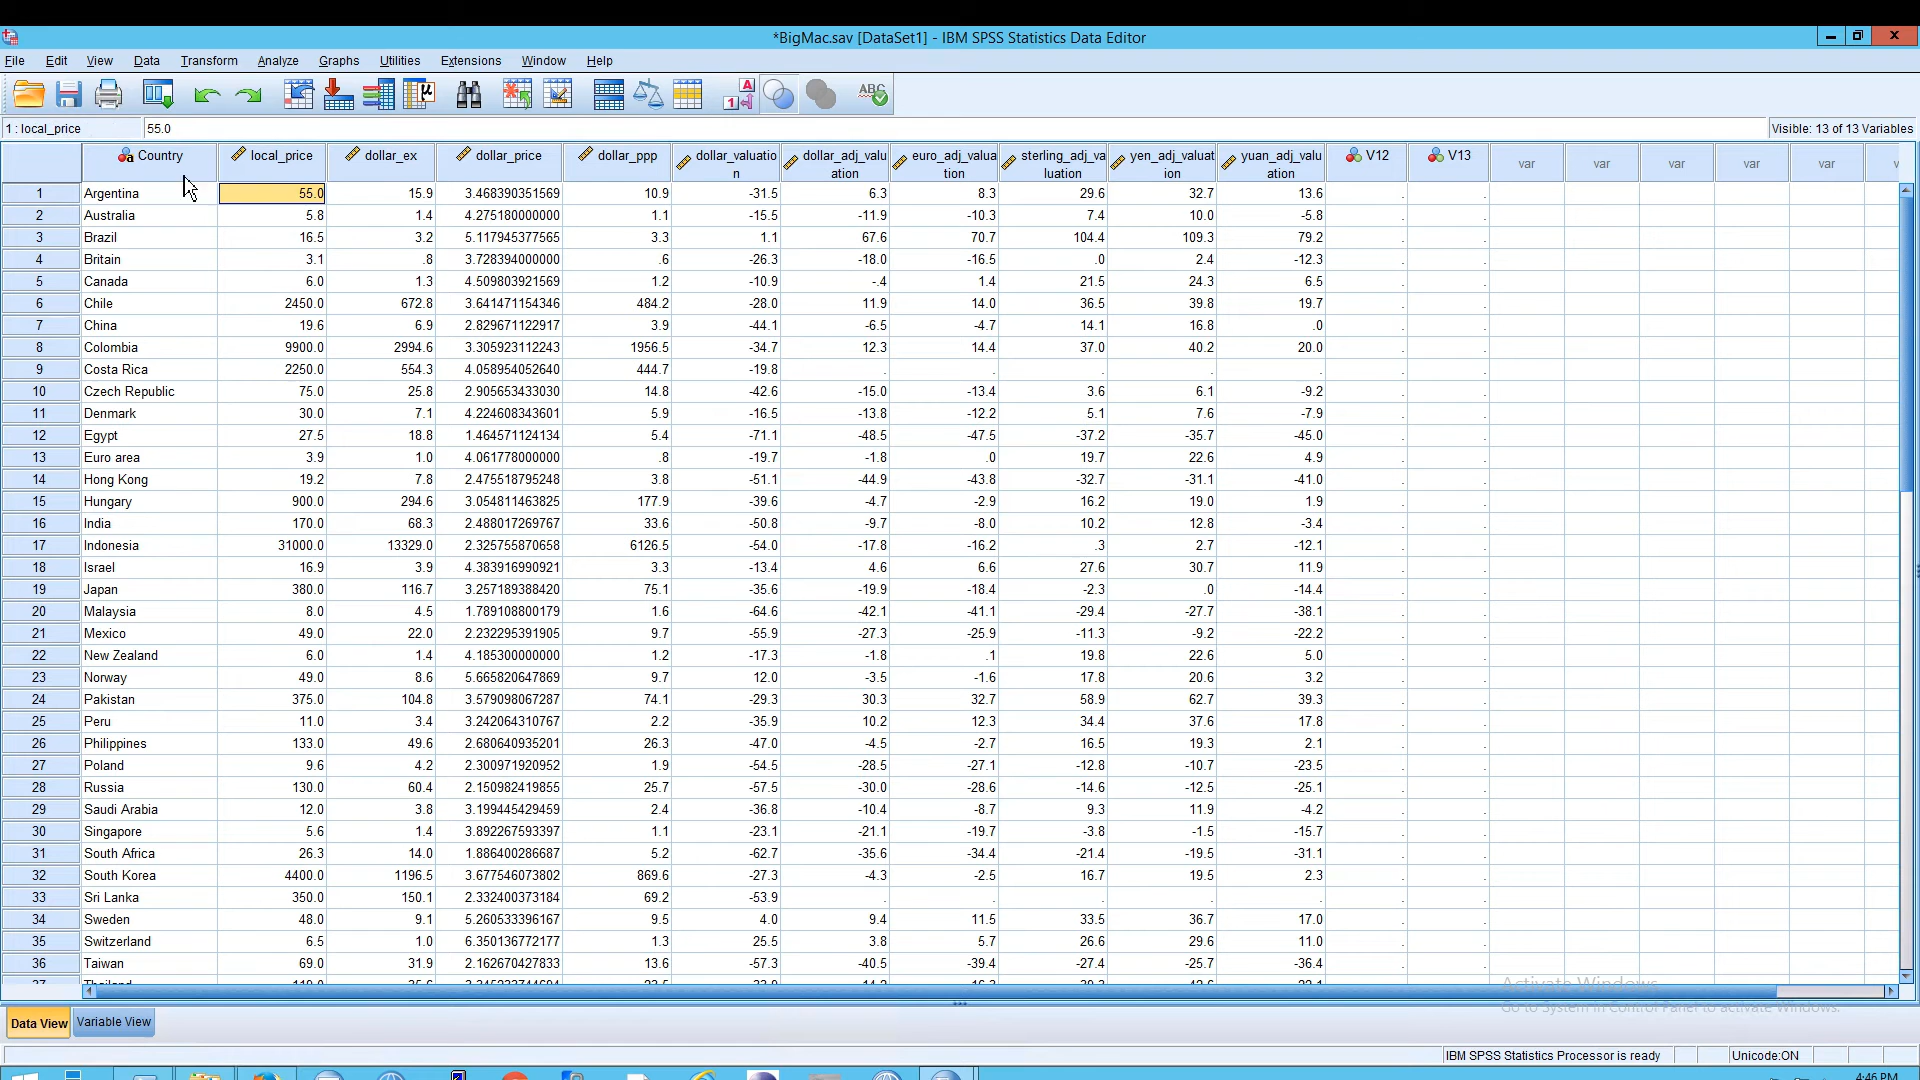 *BigMac.sav [DataSet1] - IBM SPSS Statistics Data Editor
File Edit View Data Transform Analyze Graphs Utilities Extensions Window Help
1 : local_price 55.0 Visible: 13 of 13 Variables
Country local_price dollar_ex dollar_price dollar_ppp dollar_valuatio dollar_adj_valu euro_adj_valua sterling_adj_va yen_adj_valuat yuan_adj_valu V12 V13 var var var var var
n ation tion luation ion ation
1 Argentina 55.0 15.9 3.468390351569 10.9 -31.5 6.3 8.3 29.6 32.7 13.6 . .
2 Australia 5.8 1.4 4.275180000000 1.1 -15.5 -11.9 -10.3 7.4 10.0 -5.8 . .
3 Brazil 16.5 3.2 5.117945377565 3.3 1.1 67.6 70.7 104.4 109.3 79.2 . .
4 Britain 3.1 .8 3.728394000000 .6 -26.3 -18.0 -16.5 .0 2.4 -12.3 . .
5 Canada 6.0 1.3 4.509803921569 1.2 -10.9 -.4 1.4 21.5 24.3 6.5 . .
6 Chile 2450.0 672.8 3.641471154346 484.2 -28.0 11.9 14.0 36.5 39.8 19.7 . .
7 China 19.6 6.9 2.829671122917 3.9 -44.1 -6.5 -4.7 14.1 16.8 .0 . .
8 Colombia 9900.0 2994.6 3.305923112243 1956.5 -34.7 12.3 14.4 37.0 40.2 20.0 . .
9 Costa Rica 2250.0 554.3 4.058954052640 444.7 -19.8 . . . . . . .
10 Czech Republic 75.0 25.8 2.905653433030 14.8 -42.6 -15.0 -13.4 3.6 6.1 -9.2 . .
11 Denmark 30.0 7.1 4.224608343601 5.9 -16.5 -13.8 -12.2 5.1 7.6 -7.9 . .
12 Egypt 27.5 18.8 1.464571124134 5.4 -71.1 -48.5 -47.5 -37.2 -35.7 -45.0 . .
13 Euro area 3.9 1.0 4.061778000000 .8 -19.7 -1.8 .0 19.7 22.6 4.9 . .
14 Hong Kong 19.2 7.8 2.475518795248 3.8 -51.1 -44.9 -43.8 -32.7 -31.1 -41.0 . .
15 Hungary 900.0 294.6 3.054811463825 177.9 -39.6 -4.7 -2.9 16.2 19.0 1.9 . .
16 India 170.0 68.3 2.488017269767 33.6 -50.8 -9.7 -8.0 10.2 12.8 -3.4 . .
17 Indonesia 31000.0 13329.0 2.325755870658 6126.5 -54.0 -17.8 -16.2 .3 2.7 -12.1 . .
18 Israel 16.9 3.9 4.383916990921 3.3 -13.4 4.6 6.6 27.6 30.7 11.9 . .
19 Japan 380.0 116.7 3.257189388420 75.1 -35.6 -19.9 -18.4 -2.3 .0 -14.4 . .
20 Malaysia 8.0 4.5 1.789108800179 1.6 -64.6 -42.1 -41.1 -29.4 -27.7 -38.1 . .
21 Mexico 49.0 22.0 2.232295391905 9.7 -55.9 -27.3 -25.9 -11.3 -9.2 -22.2 . .
22 New Zealand 6.0 1.4 4.185300000000 1.2 -17.3 -1.8 .1 19.8 22.6 5.0 . .
23 Norway 49.0 8.6 5.665820647869 9.7 12.0 -3.5 -1.6 17.8 20.6 3.2 . .
24 Pakistan 375.0 104.8 3.579098067287 74.1 -29.3 30.3 32.7 58.9 62.7 39.3 . .
25 Peru 11.0 3.4 3.242064310767 2.2 -35.9 10.2 12.3 34.4 37.6 17.8 . .
26 Philippines 133.0 49.6 2.680640935201 26.3 -47.0 -4.5 -2.7 16.5 19.3 2.1 . .
27 Poland 9.6 4.2 2.300971920952 1.9 -54.5 -28.5 -27.1 -12.8 -10.7 -23.5 . .
28 Russia 130.0 60.4 2.150982419855 25.7 -57.5 -30.0 -28.6 -14.6 -12.5 -25.1 . .
29 Saudi Arabia 12.0 3.8 3.199445429459 2.4 -36.8 -10.4 -8.7 9.3 11.9 -4.2 . .
30 Singapore 5.6 1.4 3.892267593397 1.1 -23.1 -21.1 -19.7 -3.8 -1.5 -15.7 . .
31 South Africa 26.3 14.0 1.886400286687 5.2 -62.7 -35.6 -34.4 -21.4 -19.5 -31.1 . .
32 South Korea 4400.0 1196.5 3.677546073802 869.6 -27.3 -4.3 -2.5 16.7 19.5 2.3 . .
33 Sri Lanka 350.0 150.1 2.332400373184 69.2 -53.9 . . . . . . .
34 Sweden 48.0 9.1 5.260533396167 9.5 4.0 9.4 11.5 33.5 36.7 17.0 . .
35 Switzerland 6.5 1.0 6.350136772177 1.3 25.5 3.8 5.7 26.6 29.6 11.0 . .
36 Taiwan 69.0 31.9 2.162670427833 13.6 -57.3 -40.5 -39.4 -27.4 -25.7 -36.4 . .
Activate Windows
Go to System in Control Panel to activate Windows.
Data View Variable View
IBM SPSS Statistics Processor is ready Unicode:ON
4:46 PM